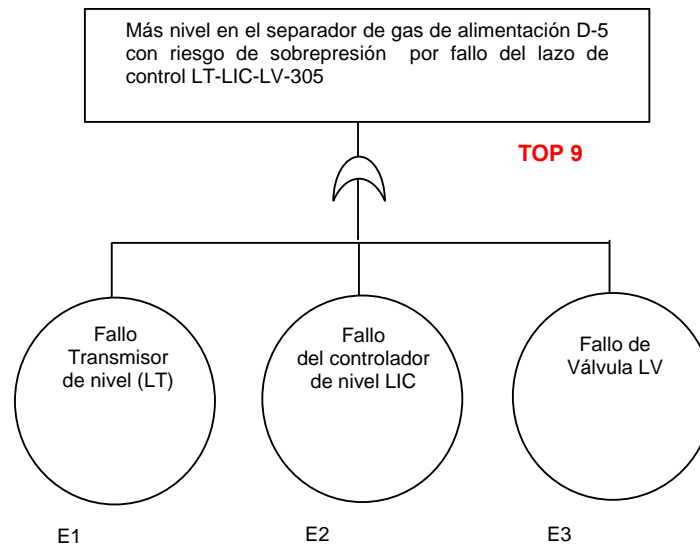 Más nivel en el separador de gas de alimentación D-5
con riesgo de sobrepresión por fallo del lazo de
control LT-LIC-LV-305
TOP 9
Fallo
Transmisor
de nivel (LT)
Fallo
del controlador
de nivel LIC
Fallo de
Válvula LV
E1
E2
E3